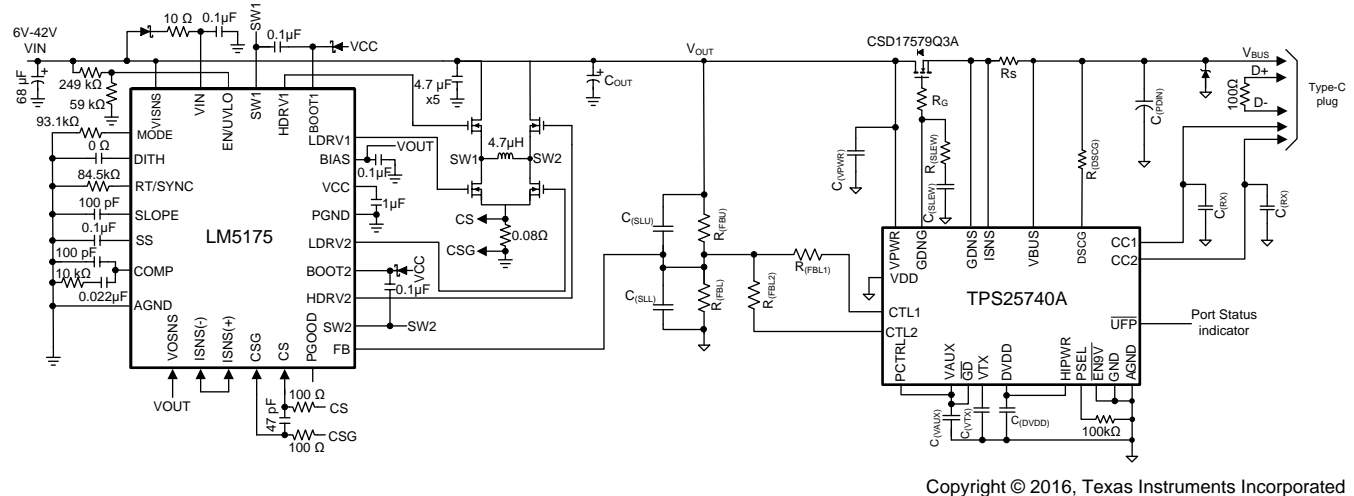 6V-42V
VIN
68 µF
+
10 Ω
0.1µF
SW1
0.1µF
VCC
249 kΩ
59 kΩ
4.7 µF
x5
+
COUT
VOUT
CSD17579Q3A
RS
VBUS
D+
100Ω
D-
Type-C
plug
RG
R(SLEW)
C(SLEW)
C(VPWR)
C(PDIN)
R(DSCG)
C(RX)
C(RX)
VISNS
VIN
EN/UVLO
SW1
HDRV1
BOOT1
93.1kΩ
MODE
0 Ω
DITH
84.5kΩ
RT/SYNC
100 pF
SLOPE
0.1µF
SS
100 pF
COMP
10 kΩ
0.022µF
AGND
LM5175
LDRV1
BIAS
VOUT
0.1µF
VCC
1µF
PGND
LDRV2
BOOT2
VCC
0.1µF
HDRV2
SW2
SW2
FB
VOSNS
ISNS(-)
ISNS(+)
CSG
CS
PGOOD
VOUT
47 pF
100 Ω
CS
CSG
100 Ω
SW1
4.7µH
SW2
CS
0.08Ω
CSG
C(SLU)
R(FBU)
C(SLL)
R(FBL)
R(FBL1)
R(FBL2)
VPWR
GDNG
GDNS
ISNS
VBUS
DSCG
CC1
CC2
VDD
TPS25740A
CTL1
CTL2
UFP
Port Status
indicator
PCTRL
VAUX
GD
VTX
DVDD
HIPWR
PSEL
EN9V
GND
AGND
C(VAUX)
C(VTX)
C(DVDD)
100kΩ
Copyright © 2016, Texas Instruments Incorporated